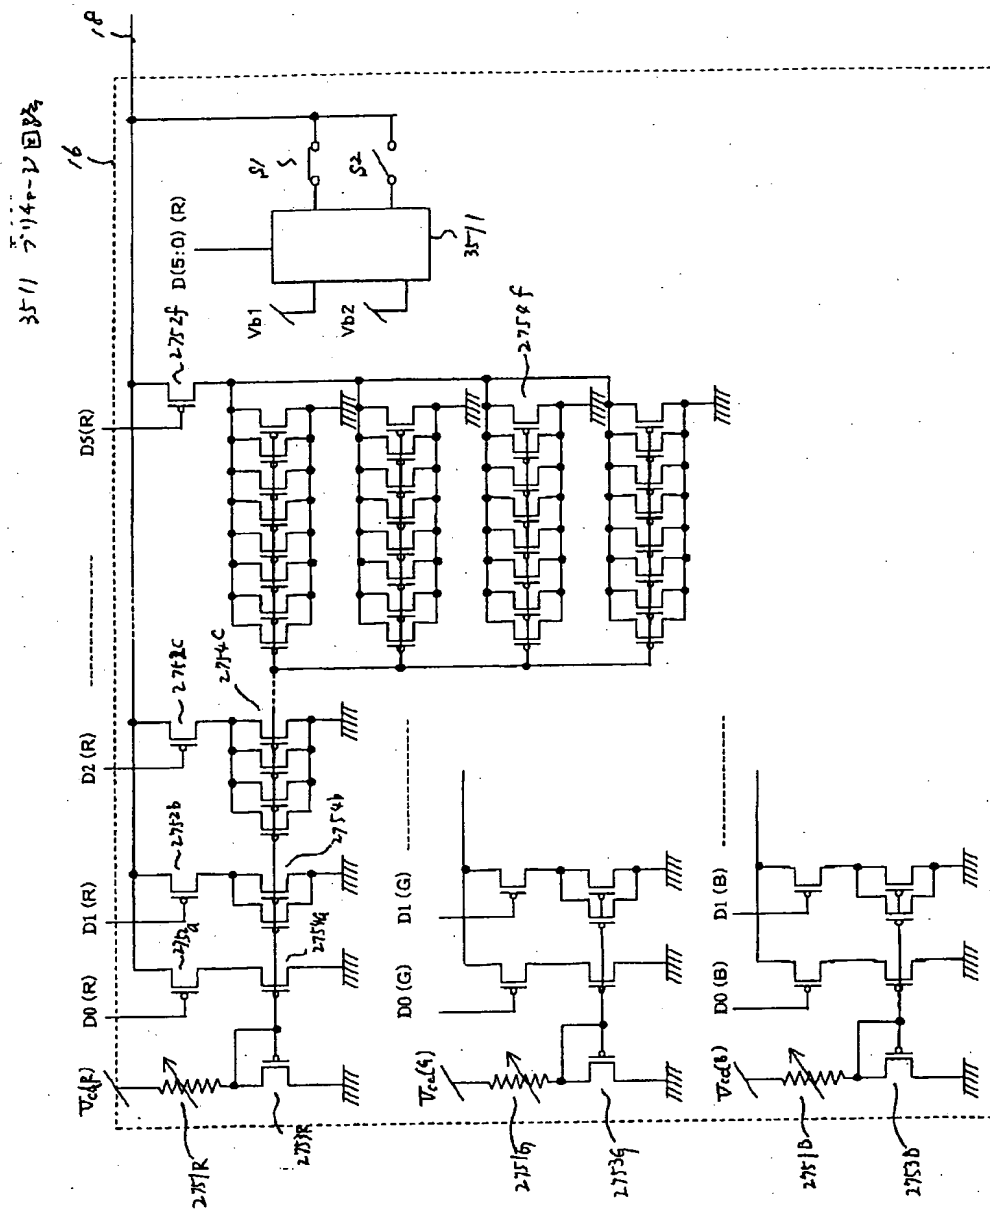 3511 プリチャージ回路
18
16
S1
S
S2
D(5:0) (R)
3511
Vb1
Vb2
D5(R)
2752f
2754f
D2 (R)
2752c
2754C
D1 (R)
2752b
2754b
D0 (R)
2752a
2754a
Vcc(R)
2751R
2753R
D1 (G)
D0 (G)
Vcc(G)
2751G
2753G
D1 (B)
D0 (B)
Vcc(B)
2751B
2753B